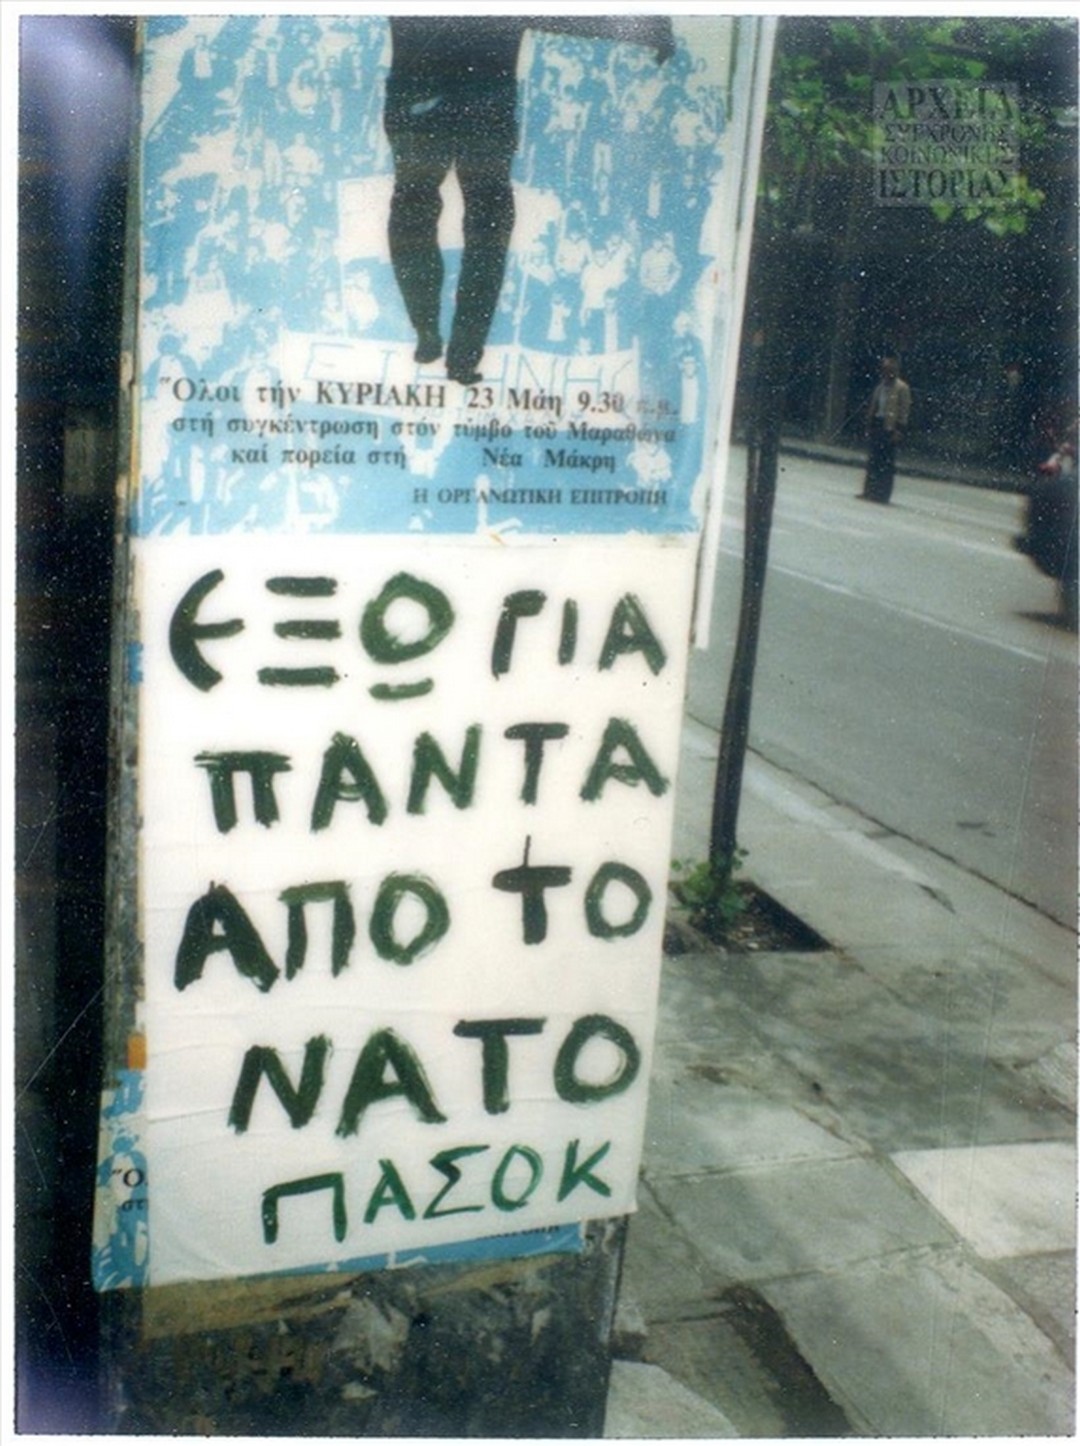 ΑΡΧΕΙΑ
ΣΥΓΧΡΟΝΗΣ
ΚΟΙΝΩΝΙΚΗΣ
ΙΣΤΟΡΙΑΣ
Ὅλοι τήν ΚΥΡΙΑΚΗ 23 Μάη 9.30 π.μ.
στή συγκέντρωση στόν τύμβο τοῦ Μαραθώνα
καί πορεία στή Νέα Μάκρη
Η ΟΡΓΑΝΩΤΙΚΗ ΕΠΙΤΡΟΠΗ
ΕΞΩ ΓΙΑ
ΠΑΝΤΑ
ΑΠΟ ΤΟ
ΝΑΤΟ
ΠΑΣΟΚ